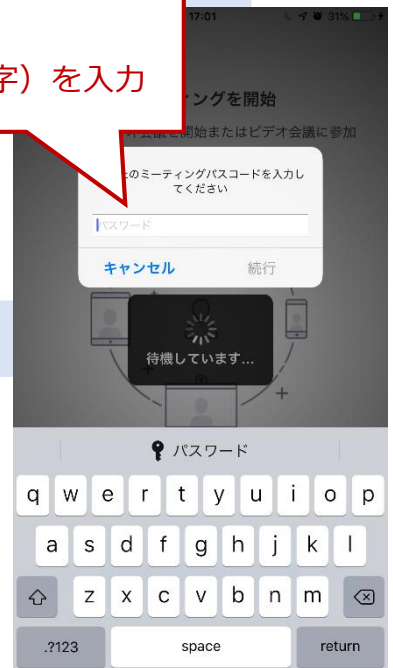 17:01
31%
字）を入力
ングを開始
ビデオ会議を開始またはビデオ会議に参加
のミーティングパスコードを入力し
てください
パスワード
キャンセル
続行
待機しています...
パスワード
q w e r t y u i o p
a s d f g h j k l
z x c v b n m
.?123 space return